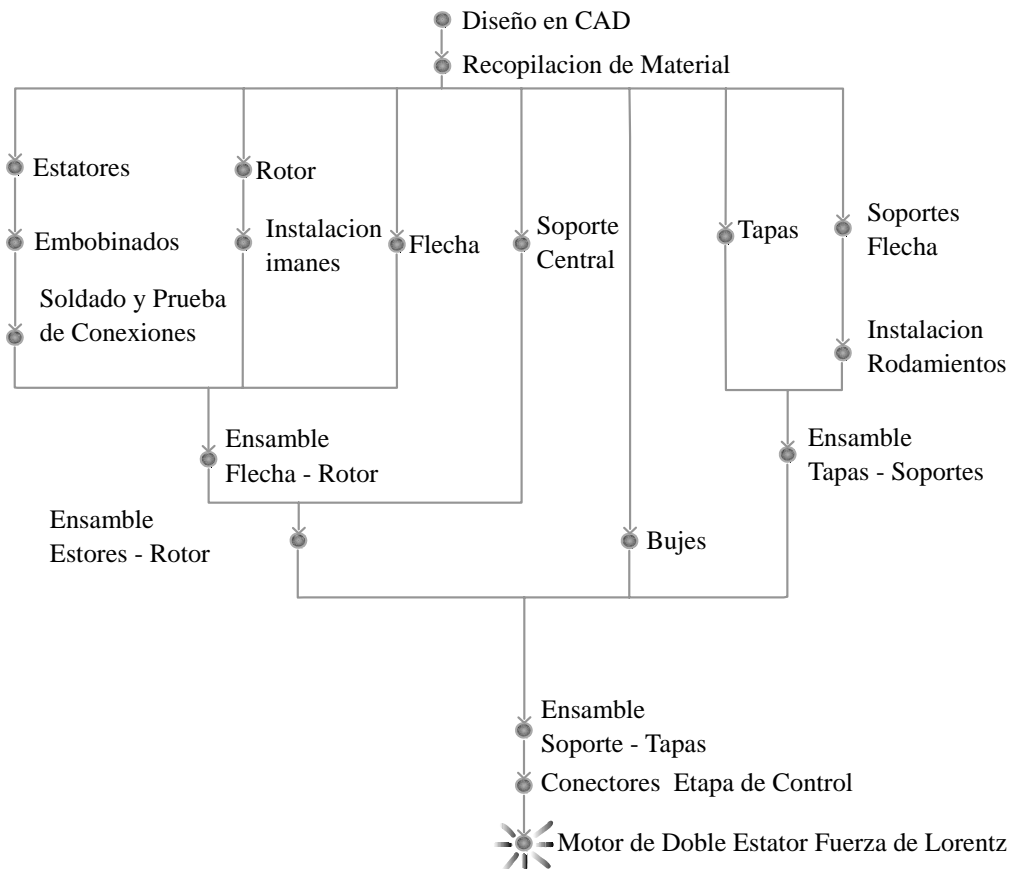 Diseño en CAD
Recopilacion de Material
Estatores
Rotor
Embobinados
Instalacion
imanes
Flecha
Soporte
Central
Tapas
Soportes
Flecha
Soldado y Prueba
de Conexiones
Instalacion
Rodamientos
Ensamble
Flecha - Rotor
Ensamble
Tapas - Soportes
Ensamble
Estores - Rotor
Bujes
Ensamble
Soporte - Tapas
Conectores  Etapa de Control
Motor de Doble Estator Fuerza de Lorentz